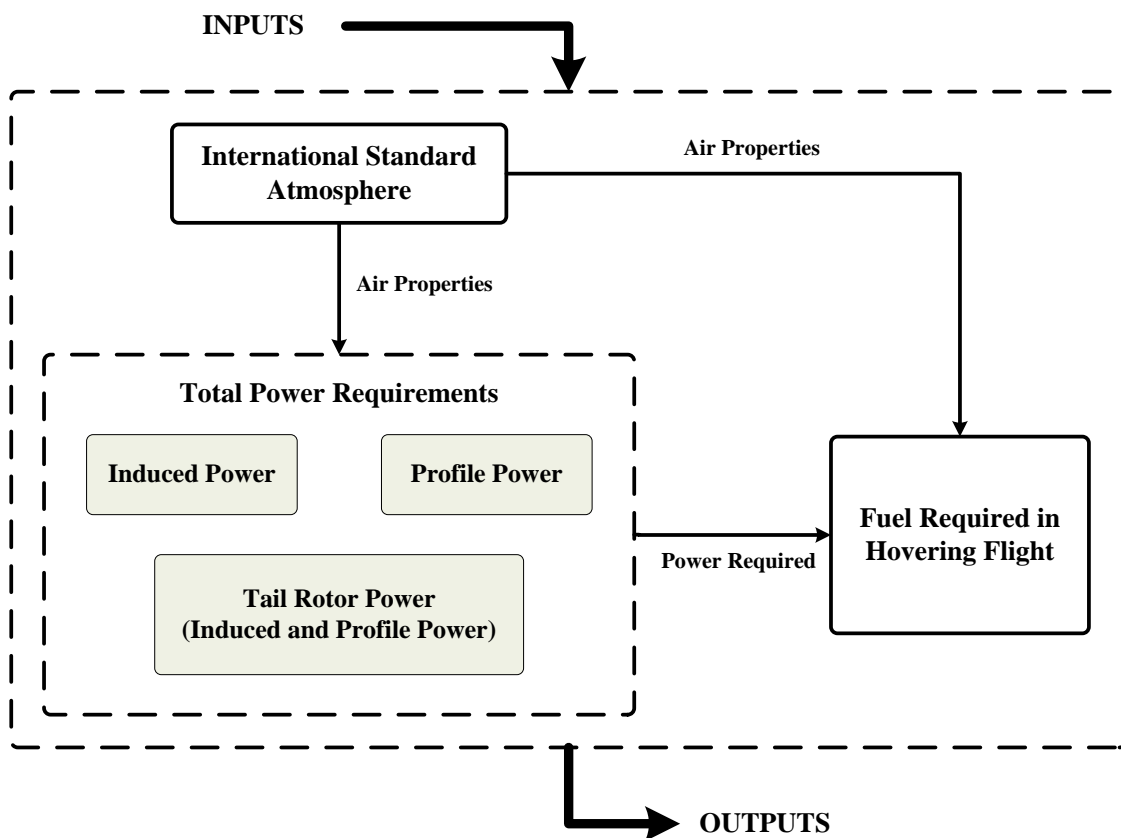 INPUTS
International Standard
Atmosphere
Air Properties
Air Properties
Total Power Requirements
Induced Power
Profile Power
Tail Rotor Power
(Induced and Profile Power)
Power Required
Fuel Required in
Hovering Flight
OUTPUTS